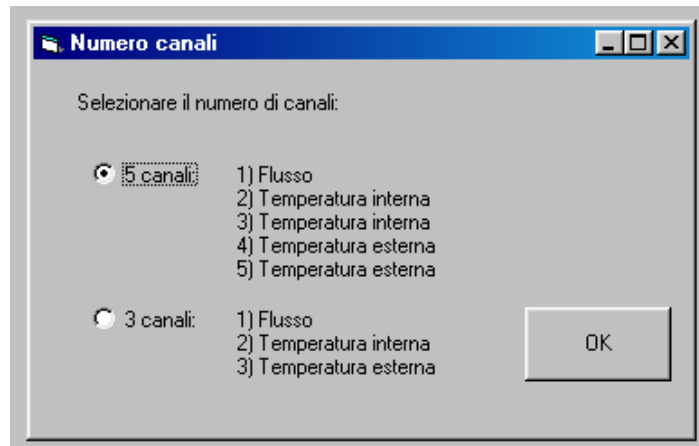 Numero canali
Selezionare il numero di canali:
5 canali: 1) Flusso
2) Temperatura interna
3) Temperatura interna
4) Temperatura esterna
5) Temperatura esterna
3 canali: 1) Flusso
2) Temperatura interna
3) Temperatura esterna
OK